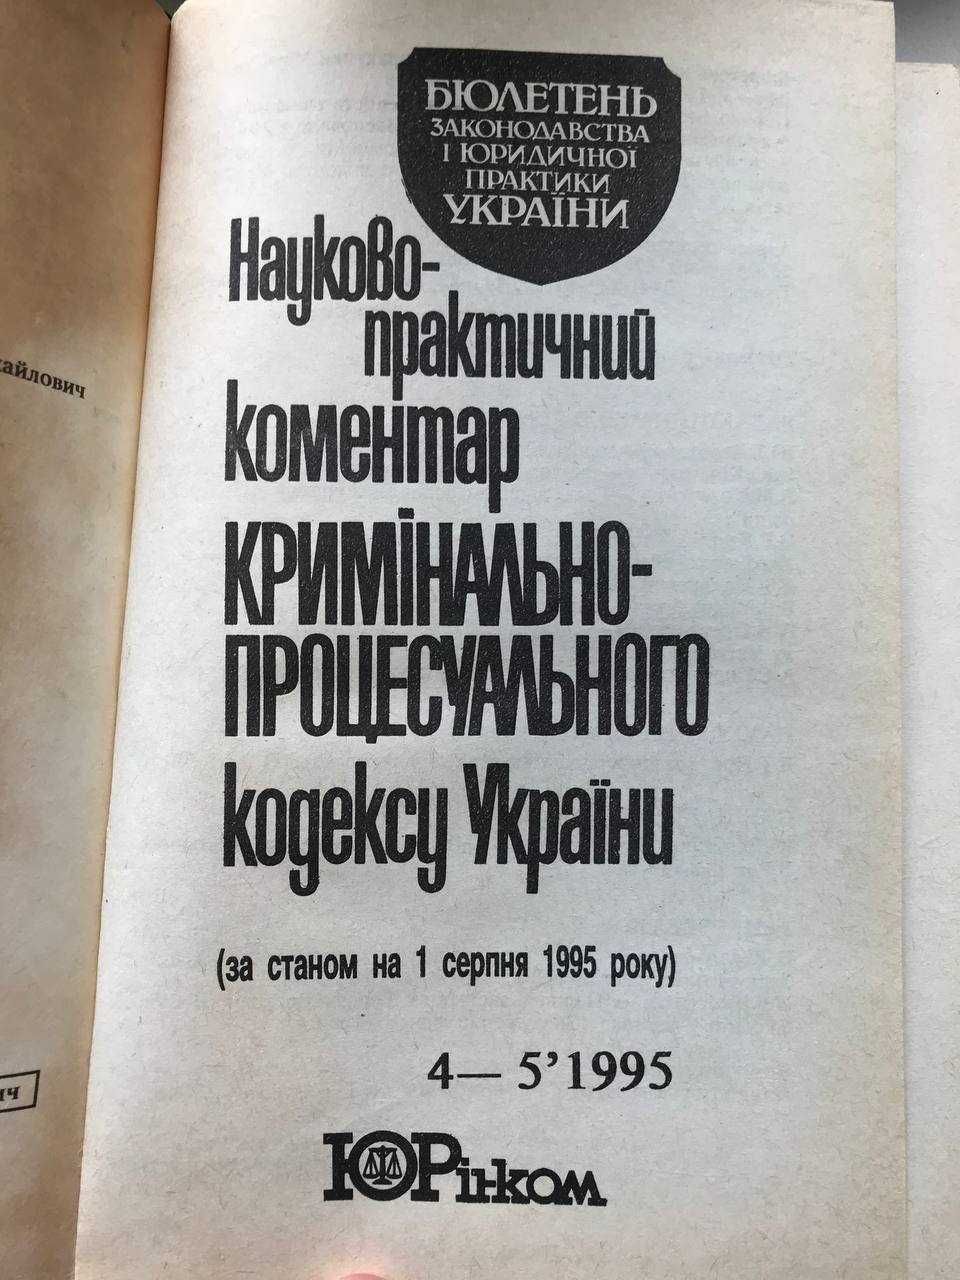 БЮЛЕТЕНЬ
ЗАКОНОДАВСТВА
І ЮРИДИЧНОЇ
ПРАКТИКИ
УКРАЇНИ
Науково-
практичний
коментар
КРИМІНАЛЬНО-
ПРОЦЕСУАЛЬНОГО
кодексу України
(за станом на 1 серпня 1995 року)
4— 5’1995
ЮРінком